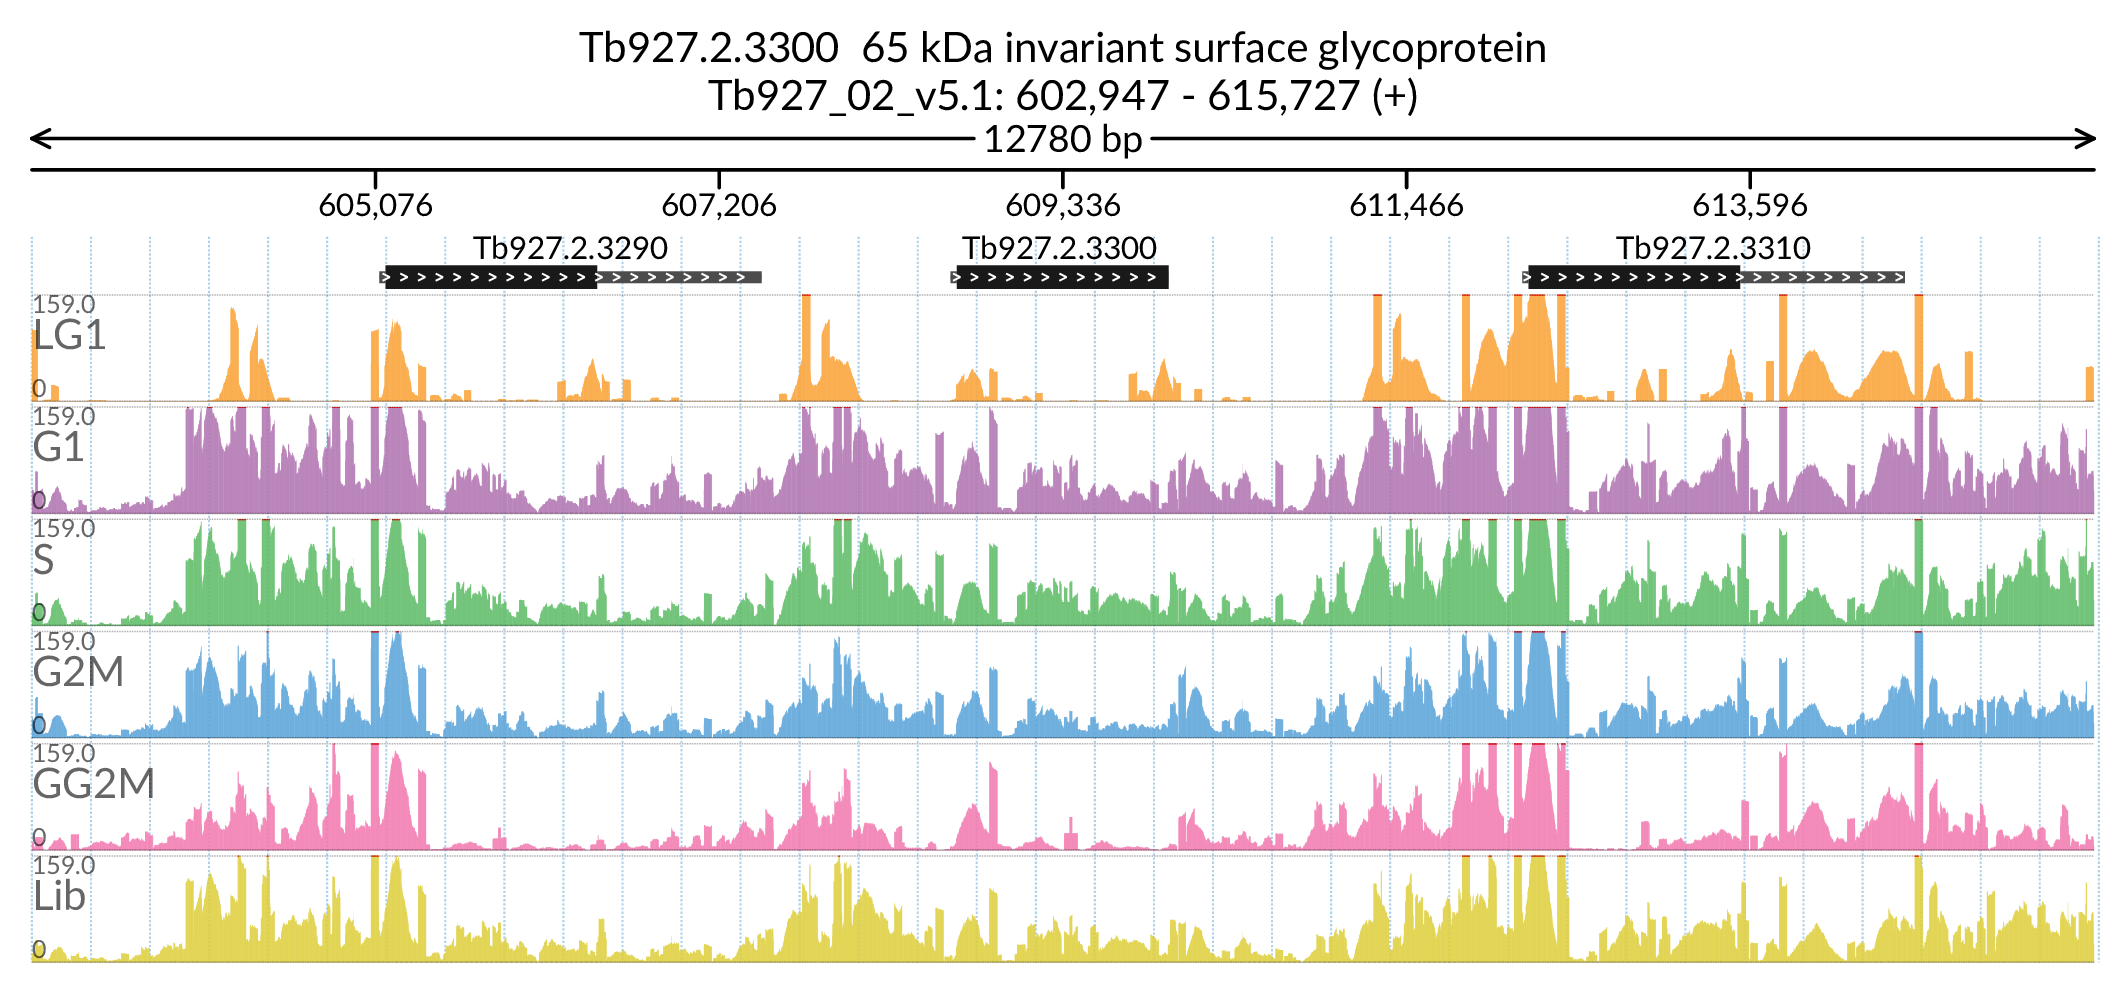 Tb927.2.3300  65 kDa invariant surface glycoprotein
Tb927_02_v5.1: 602,947 - 615,727 (+)
12780 bp
605,076 607,206 609,336 611,466 613,596
Tb927.2.3290 Tb927.2.3300 Tb927.2.3310
159.0
LG1
0
159.0
G1
0
159.0
S
0
159.0
G2M
0
159.0
GG2M
0
159.0
Lib
0